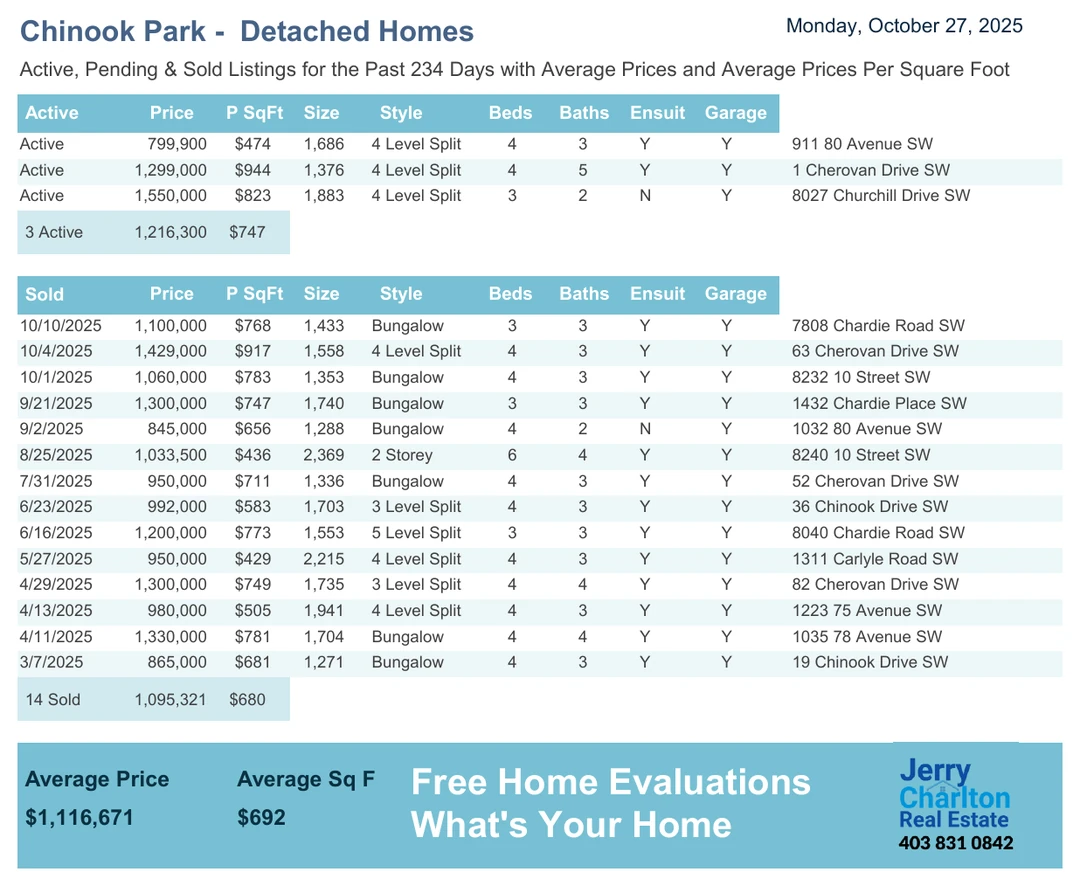 Chinook Park - Detached Homes
Monday, October 27, 2025
Active, Pending & Sold Listings for the Past 234 Days with Average Prices and Average Prices Per Square Foot
Active Price P SqFt Size Style Beds Baths Ensuit Garage
Active 799,900 $474 1,686 4 Level Split 4 3 Y Y 911 80 Avenue SW
Active 1,299,000 $944 1,376 4 Level Split 4 5 Y Y 1 Cherovan Drive SW
Active 1,550,000 $823 1,883 4 Level Split 3 2 N Y 8027 Churchill Drive SW
3 Active 1,216,300 $747
Sold Price P SqFt Size Style Beds Baths Ensuit Garage
10/10/2025 1,100,000 $768 1,433 Bungalow 3 3 Y Y 7808 Chardie Road SW
10/4/2025 1,429,000 $917 1,558 4 Level Split 4 3 Y Y 63 Cherovan Drive SW
10/1/2025 1,060,000 $783 1,353 Bungalow 4 3 Y Y 8232 10 Street SW
9/21/2025 1,300,000 $747 1,740 Bungalow 3 3 Y Y 1432 Chardie Place SW
9/2/2025 845,000 $656 1,288 Bungalow 4 2 N Y 1032 80 Avenue SW
8/25/2025 1,033,500 $436 2,369 2 Storey 6 4 Y Y 8240 10 Street SW
7/31/2025 950,000 $711 1,336 Bungalow 4 3 Y Y 52 Cherovan Drive SW
6/23/2025 992,000 $583 1,703 3 Level Split 4 3 Y Y 36 Chinook Drive SW
6/16/2025 1,200,000 $773 1,553 5 Level Split 3 3 Y Y 8040 Chardie Road SW
5/27/2025 950,000 $429 2,215 4 Level Split 4 3 Y Y 1311 Carlyle Road SW
4/29/2025 1,300,000 $749 1,735 3 Level Split 4 4 Y Y 82 Cherovan Drive SW
4/13/2025 980,000 $505 1,941 4 Level Split 4 3 Y Y 1223 75 Avenue SW
4/11/2025 1,330,000 $781 1,704 Bungalow 4 4 Y Y 1035 78 Avenue SW
3/7/2025 865,000 $681 1,271 Bungalow 4 3 Y Y 19 Chinook Drive SW
14 Sold 1,095,321 $680
Average Price Average Sq F
$1,116,671 $692
Free Home Evaluations
What's Your Home
Jerry
Charlton
Real Estate
403 831 0842